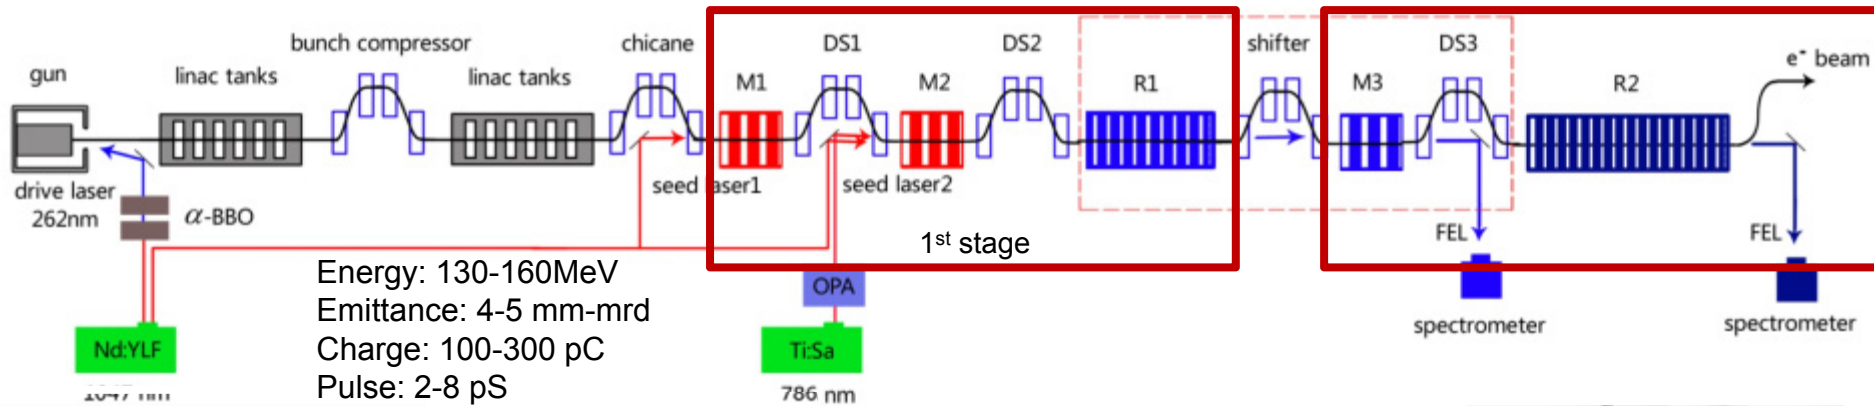 gun
linac tanks
bunch compressor
linac tanks
chicane
M1
DS1
M2
DS2
R1
shifter
M3
DS3
R2
e⁻ beam
drive laser
262nm
α-BBO
seed laser1
seed laser2
1st stage
FEL
FEL
Energy: 130-160MeV
Emittance: 4-5 mm-mrd
Charge: 100-300 pC
Pulse: 2-8 pS
OPA
Nd:YLF
Ti:Sa
786 nm
spectrometer
spectrometer